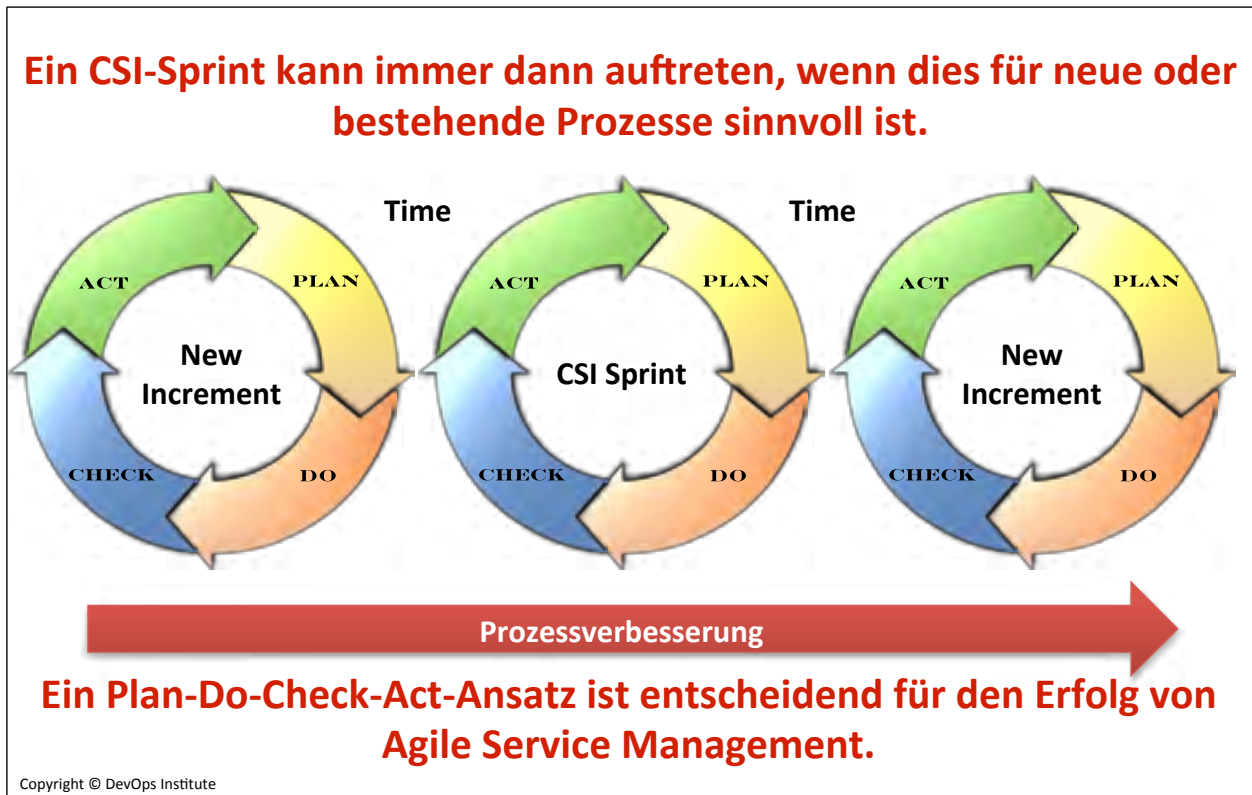 Ein CSI-Sprint kann immer dann auftreten, wenn dies für neue oder
bestehende Prozesse sinnvoll ist.
Time
Time
ACT
PLAN
New
Increment
CHECK
DO
ACT
PLAN
CSI Sprint
CHECK
DO
ACT
PLAN
New
Increment
CHECK
DO
Prozessverbesserung
Ein Plan-Do-Check-Act-Ansatz ist entscheidend für den Erfolg von
Agile Service Management.
Copyright © DevOps Institute